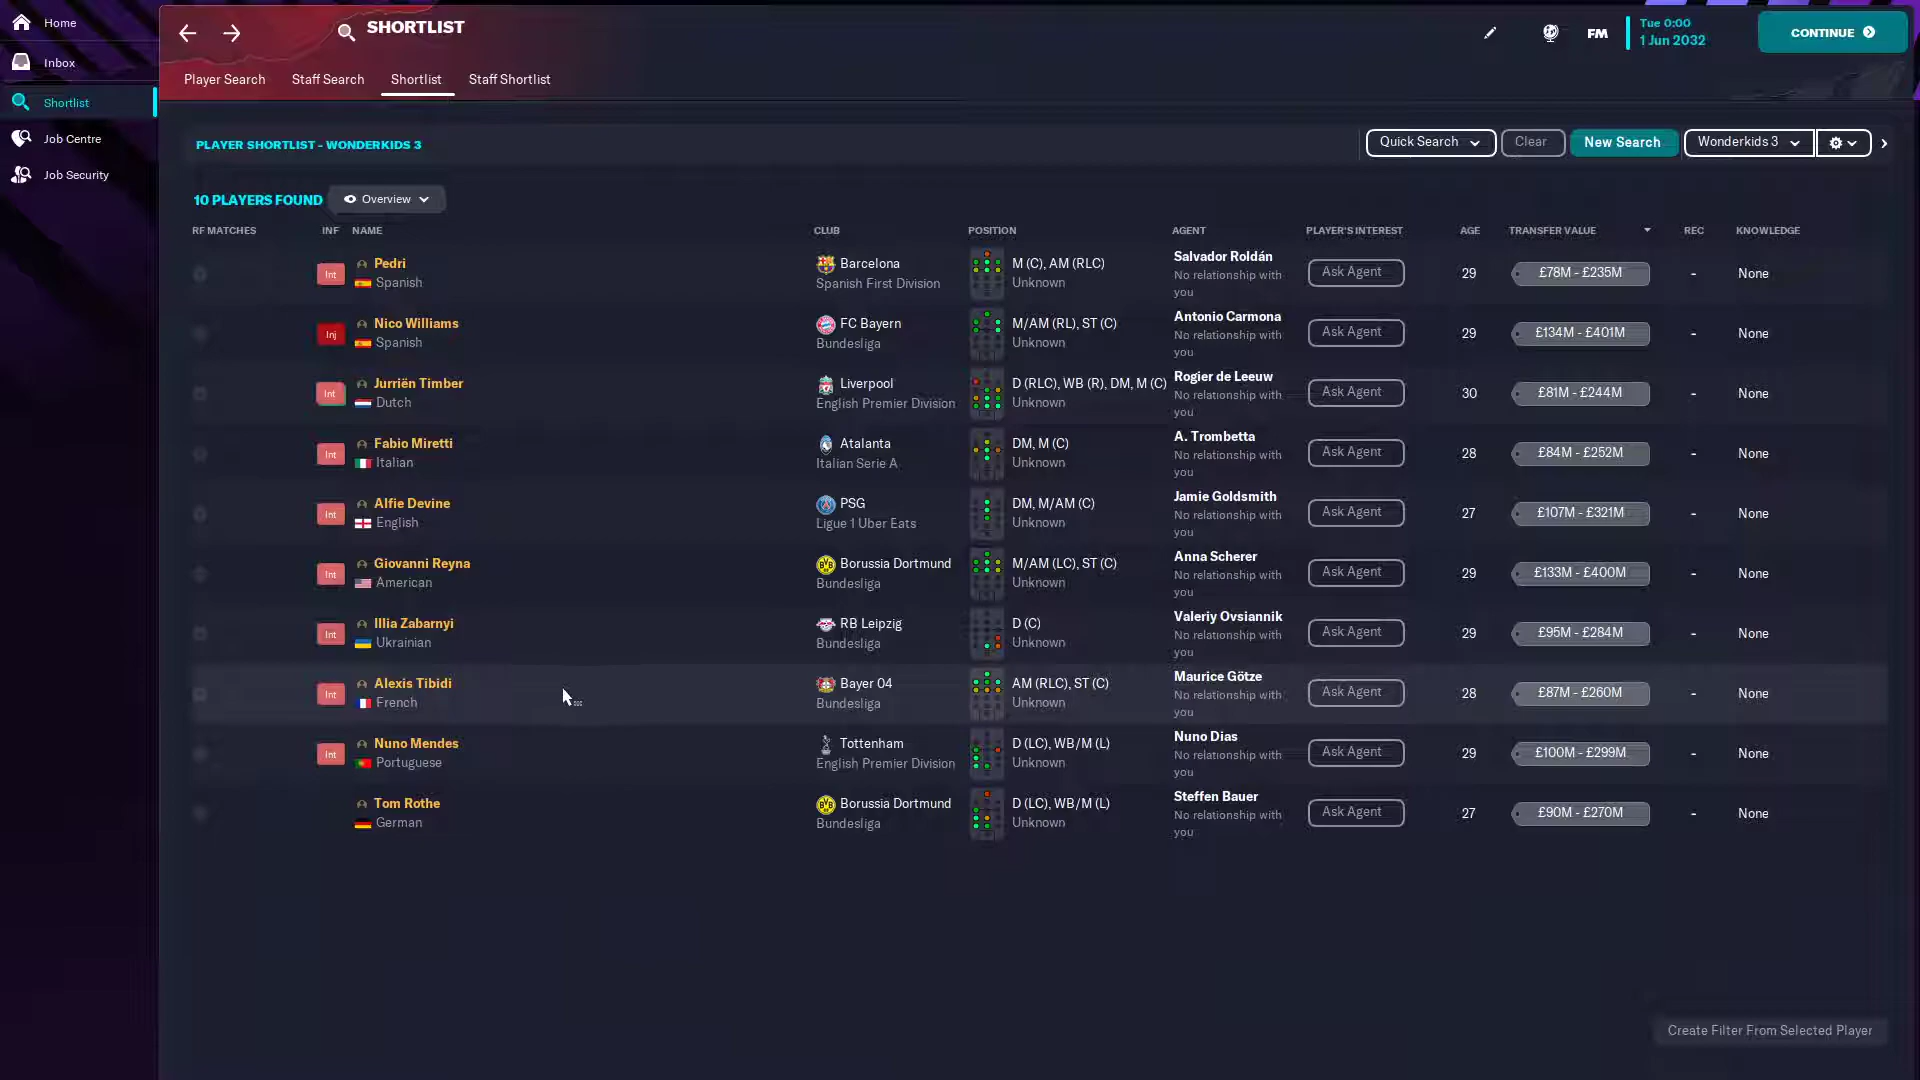 Home
Inbox
Shortlist
Job Centre
Job Security
SHORTLIST
FM
Tue 0:00
1 Jun 2032
CONTINUE
Player Search
Staff Search
Shortlist
Staff Shortlist
PLAYER SHORTLIST - WONDERKIDS 3
Quick Search
Clear
New Search
Wonderkids 3
10 PLAYERS FOUND
Overview
RF MATCHES INF NAME CLUB POSITION AGENT PLAYER'S INTEREST AGE TRANSFER VALUE REC KNOWLEDGE
Int Pedri Barcelona M (C), AM (RLC) Salvador Roldán Ask Agent 29 £78M - £235M - None
Spanish Spanish First Division Unknown No relationship with
you
Inj Nico Williams FC Bayern M/AM (RL), ST (C) Antonio Carmona Ask Agent 29 £134M - £401M - None
Spanish Bundesliga Unknown No relationship with
you
Int Jurriën Timber Liverpool D (RLC), WB (R), DM, M (C) Rogier de Leeuw Ask Agent 30 £81M - £244M - None
Dutch English Premier Division Unknown No relationship with
you
Int Fabio Miretti Atalanta DM, M (C) A. Trombetta Ask Agent 28 £84M - £252M - None
Italian Italian Serie A Unknown No relationship with
you
Int Alfie Devine PSG DM, M/AM (C) Jamie Goldsmith Ask Agent 27 £107M - £321M - None
English Ligue 1 Uber Eats Unknown No relationship with
you
Int Giovanni Reyna Borussia Dortmund M/AM (LC), ST (C) Anna Scherer Ask Agent 29 £133M - £400M - None
American Bundesliga Unknown No relationship with
you
Int Illia Zabarnyi RB Leipzig D (C) Valeriy Ovsiannik Ask Agent 29 £95M - £284M - None
Ukrainian Bundesliga Unknown No relationship with
you
Int Alexis Tibidi Bayer 04 AM (RLC), ST (C) Maurice Götze Ask Agent 28 £87M - £260M - None
French Bundesliga Unknown No relationship with
you
Int Nuno Mendes Tottenham D (LC), WB/M (L) Nuno Dias Ask Agent 29 £100M - £299M - None
Portuguese English Premier Division Unknown No relationship with
you
Tom Rothe Borussia Dortmund D (LC), WB/M (L) Steffen Bauer Ask Agent 27 £90M - £270M - None
German Bundesliga Unknown No relationship with
you
Create Filter From Selected Player